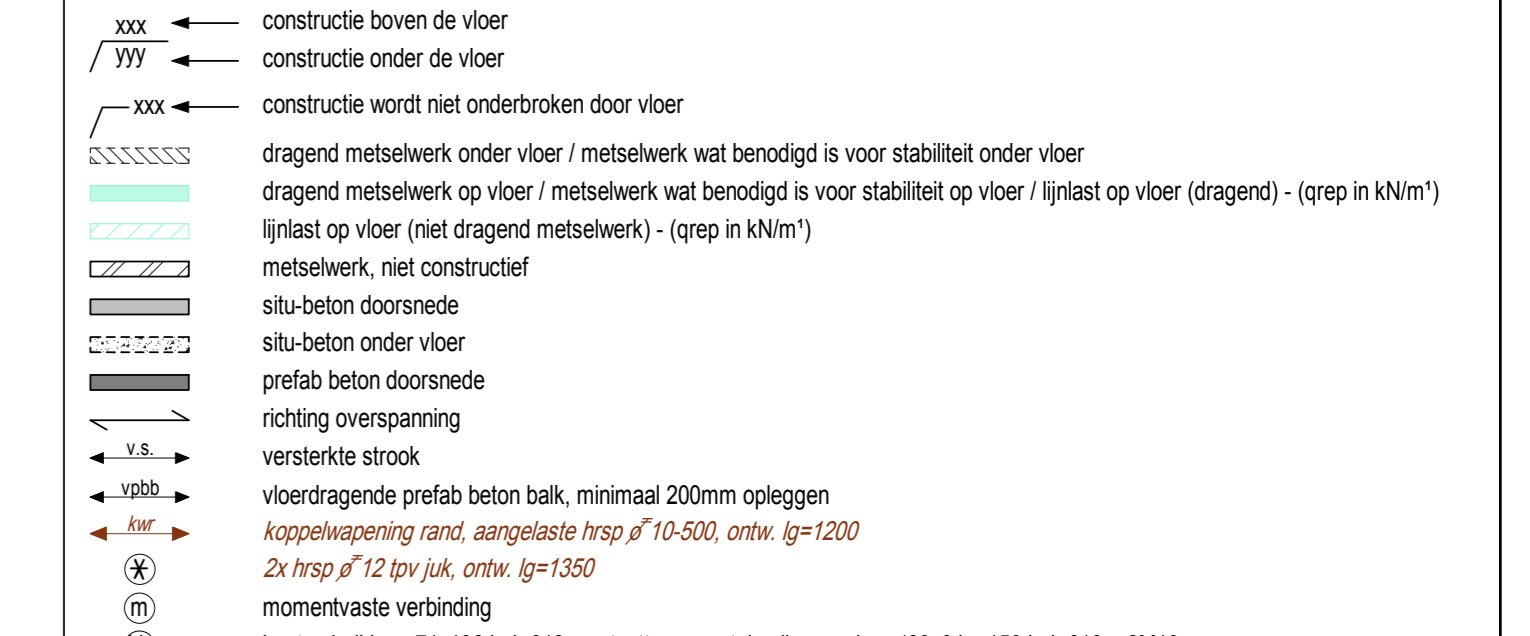 xxx constructie boven de vloer
yyy constructie onder de vloer
xxx constructie wordt niet onderbroken door vloer
dragend metselwerk onder vloer / metselwerk wat benodigd is voor stabiliteit onder vloer
dragend metselwerk op vloer / metselwerk wat benodigd is voor stabiliteit op vloer / lijnlast op vloer (dragend) - (qrep in kN/m¹)
lijnlast op vloer (niet dragend metselwerk) - (qrep in kN/m¹)
metselwerk, niet constructief
situ-beton doorsnede
situ-beton onder vloer
prefab beton doorsnede
richting overspanning
v.s. versterkte strook
vpbb vloerdragende prefab beton balk, minimaal 200mm opleggen
kwr koppelwapening rand, aangelaste hrsp ø 10-500, ontw. lg=1200
2x hrsp ø 12 tpv juk, ontw. lg=1350
m momentvaste verbinding